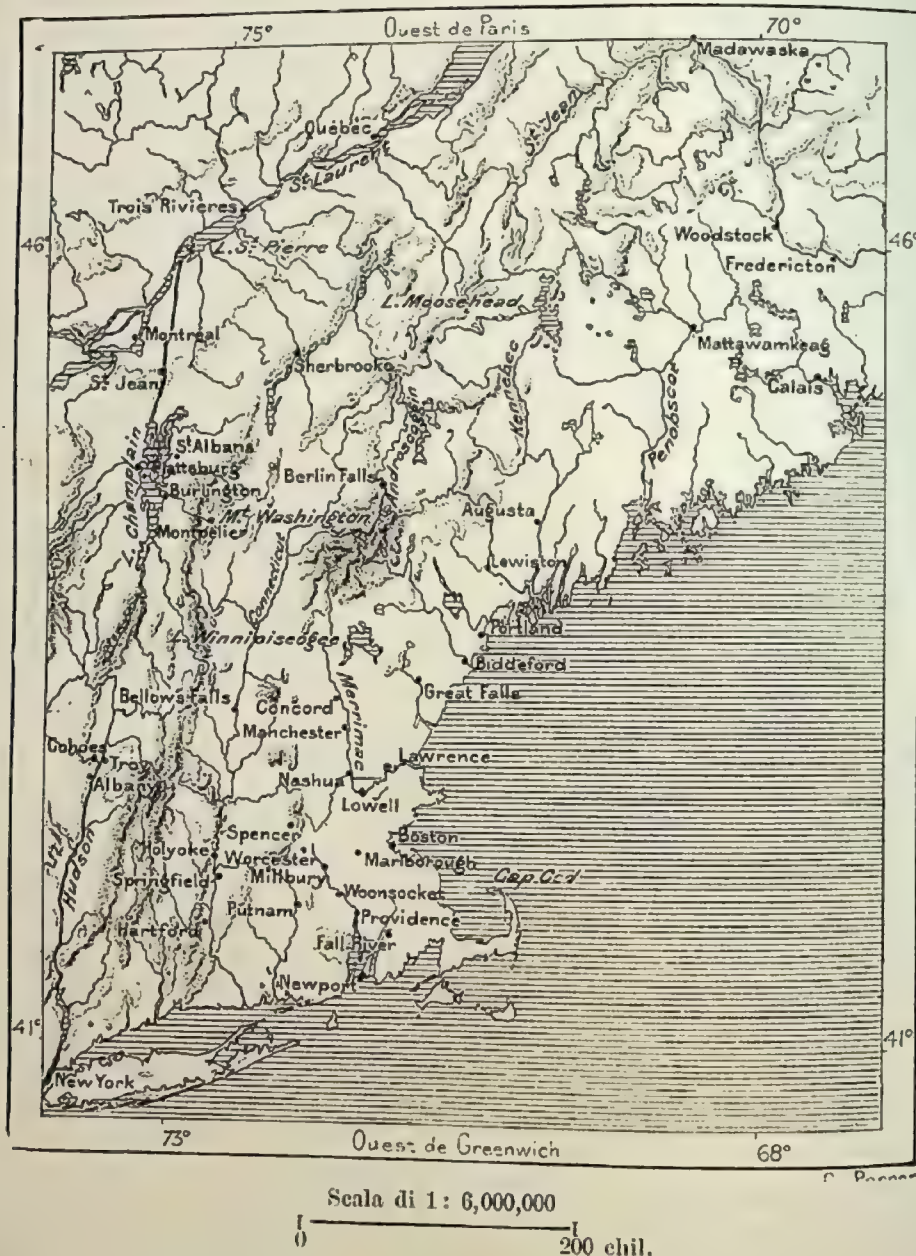 75° Ouest de Paris 70°
Madawaska
St Jean
Québec
St Laurent
Trois Rivieres
46° L. St Pierre
Woodstock 46°
Fredericton
L. Moosehead
Montreal
Mattawamkeag
Sherbrooke
St Jean
Calais
Kennebec
Penobscot
Androscoggin
L. Champlain
St Albans
Plattsburg
Berlin Falls
Burlington
Augusta
Mt Washington
Montpelier
Lewiston
Connecticut
Portland
L. Winnipiseogee
Biddeford
Bellows Falls
Great Falls
Concord
Merrimac
Manchester
Cohoes
Troy
Lawrence
Albany
Nashua
Lowell
Hudson
Spencer
Boston
Holyoke
Worcester
Marlborough
Springfield
Millbury
Cap. Cod
Woonsocket
Putnam
Providence
Hartford
Fall River
Newport
41° 41°
New York
73° Ouest de Greenwich 68°
Scala di 1: 6,000,000
0 200 chil.